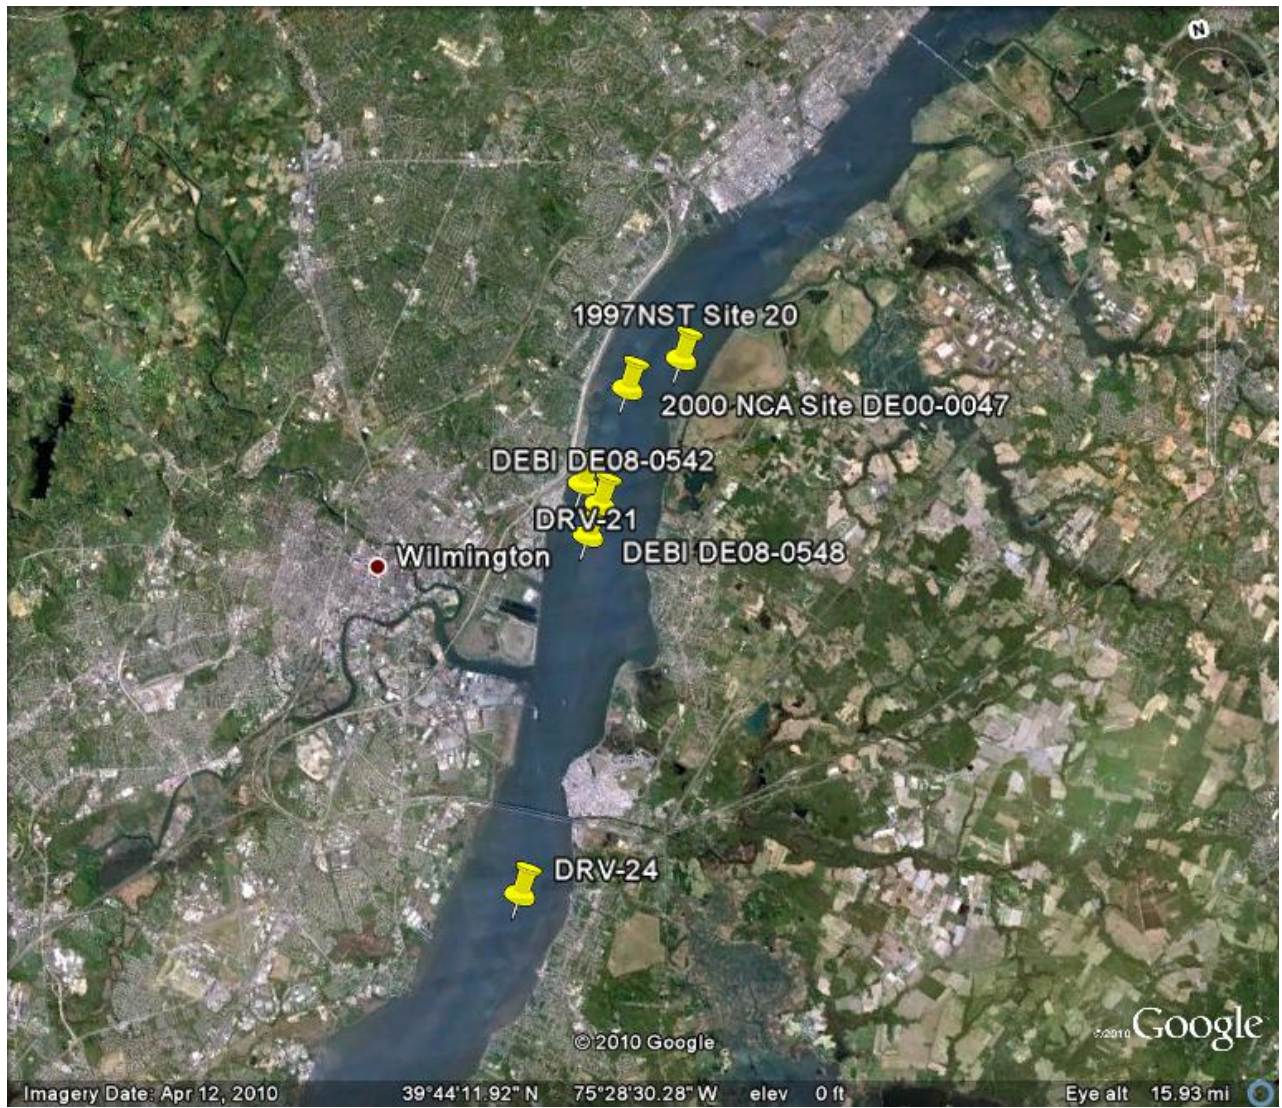 N
1997NST Site 20
2000 NCA Site DE00-0047
DEBI DE08-0542
DRV-21
DEBI DE08-0548
Wilmington
DRV-24
© 2010 Google
©2010 Google
Imagery Date: Apr 12, 2010 39°44'11.92" N 75°28'30.28" W elev 0 ft Eye alt 15.93 mi